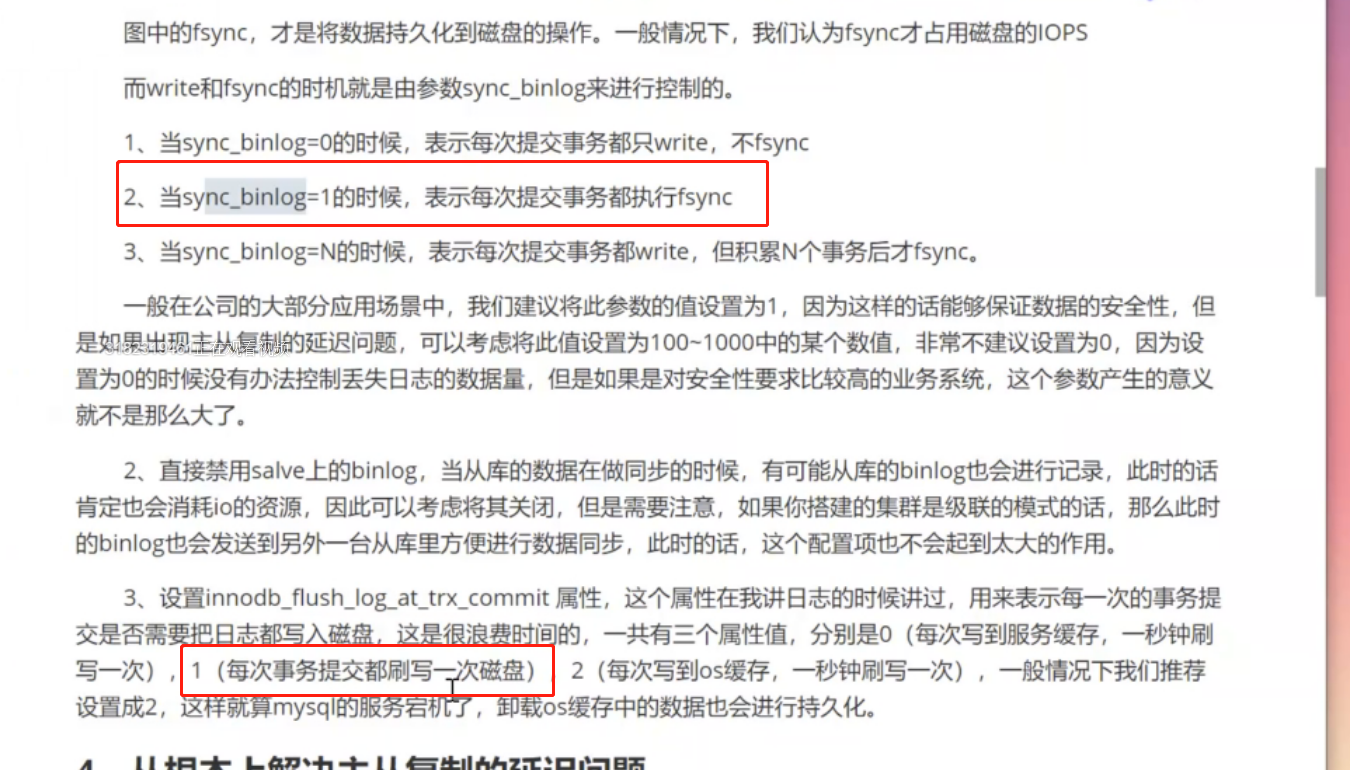 图中的fsync，才是将数据持久化到磁盘的操作。一般情况下，我们认为fsync才占用磁盘的IOPS
而write和fsync的时机就是由参数sync_binlog来进行控制的。
1、当sync_binlog=0的时候，表示每次提交事务都只write，不fsync
2、当sync_binlog=1的时候，表示每次提交事务都执行fsync
3、当sync_binlog=N的时候，表示每次提交事务都write，但积累N个事务后才fsync。
一般在公司的大部分应用场景中，我们建议将此参数的值设置为1，因为这样的话能够保证数据的安全性，但
是如果出现主从复制的延迟问题，可以考虑将此值设置为100~1000中的某个数值，非常不建议设置为0，因为设
正在观看视频
置为0的时候没有办法控制丢失日志的数据量，但是如果是对安全性要求比较高的业务系统，这个参数产生的意义
就不是那么大了。
2、直接禁用salve上的binlog，当从库的数据在做同步的时候，有可能从库的binlog也会进行记录，此时的话
肯定也会消耗io的资源，因此可以考虑将其关闭，但是需要注意，如果你搭建的集群是级联的模式的话，那么此时
的binlog也会发送到另外一台从库里方便进行数据同步，此时的话，这个配置项也不会起到太大的作用。
3、设置innodb_flush_log_at_trx_commit 属性，这个属性在我讲日志的时候讲过，用来表示每一次的事务提
交是否需要把日志都写入磁盘，这是很浪费时间的，一共有三个属性值，分别是0（每次写到服务缓存，一秒钟刷
写一次），1（每次事务提交都刷写一次磁盘） 2（每次写到os缓存，一秒钟刷写一次），一般情况下我们推荐
设置成2，这样就算mysql的服务宕机了，卸载os缓存中的数据也会进行持久化。
4、从根本上解决主从复制的延迟问题